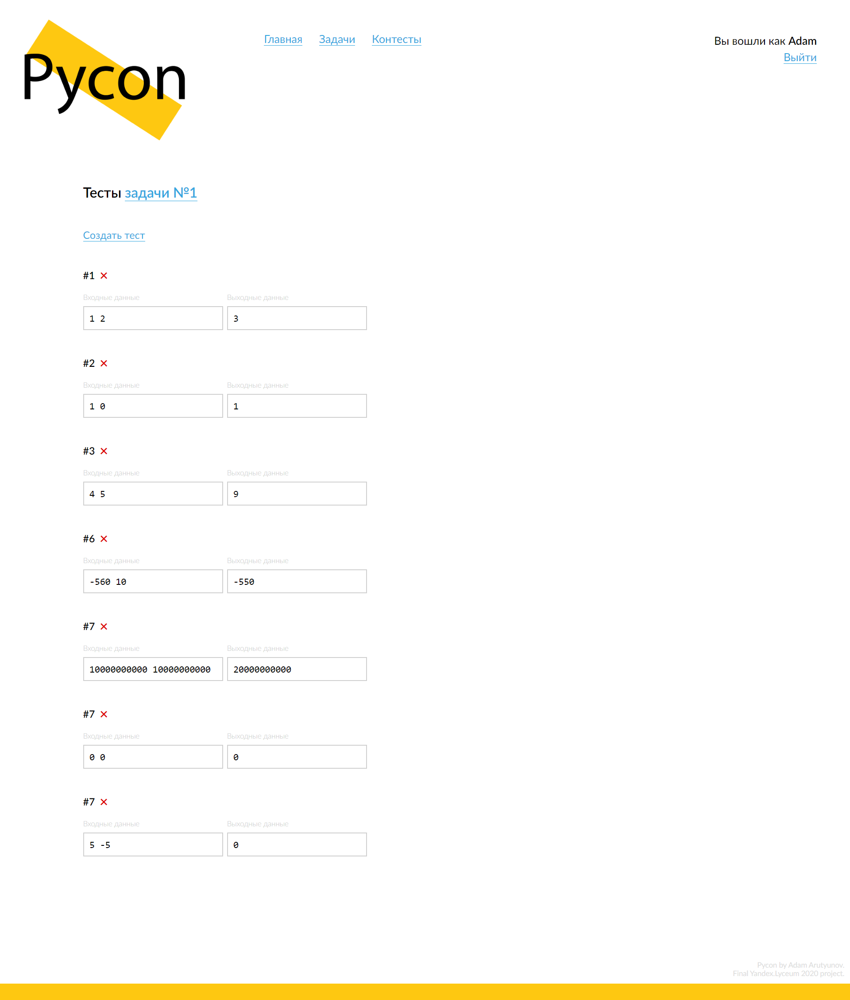 Pycon
Главная Задачи Контесты
Вы вошли как Adam
Выйти
Тесты задачи №1
Создать тест
#1 ✕
Входные данные Выходные данные
1 2 3
#2 ✕
Входные данные Выходные данные
1 0 1
#3 ✕
Входные данные Выходные данные
4 5 9
#6 ✕
Входные данные Выходные данные
-560 10 -550
#7 ✕
Входные данные Выходные данные
10000000000 10000000000 20000000000
#7 ✕
Входные данные Выходные данные
0 0 0
#7 ✕
Входные данные Выходные данные
5 -5 0
Pycon by Adam Arutyunov.
Final Yandex.Lyceum 2020 project.